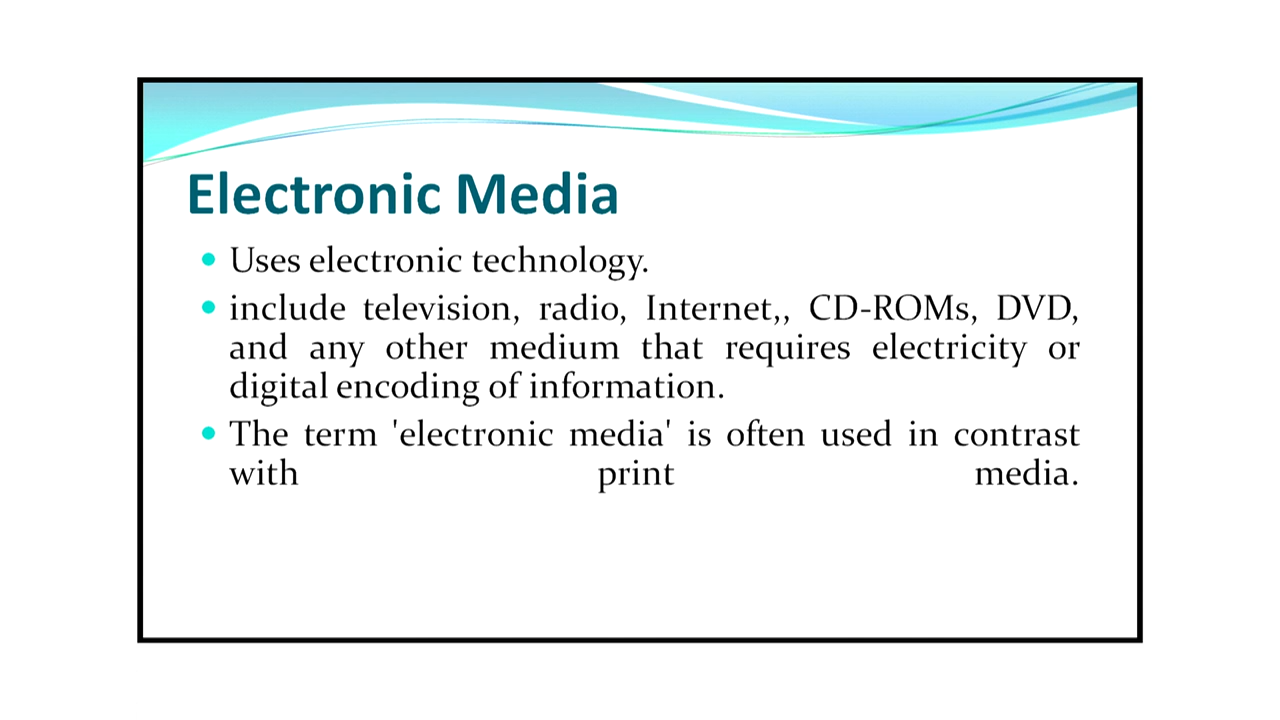 Electronic Media
Uses electronic technology.
include television, radio, Internet,, CD-ROMs, DVD,
and any other medium that requires electricity or
digital encoding of information.
The term 'electronic media' is often used in contrast
with print media.